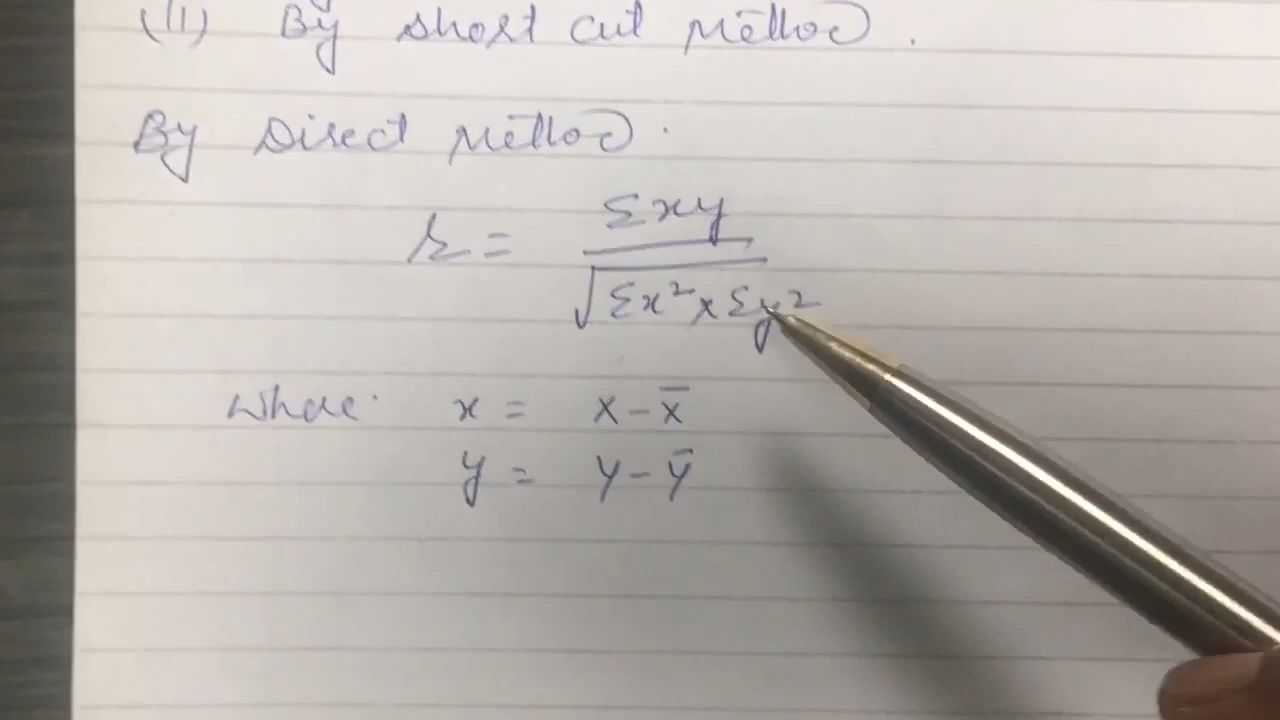 (II) By short cut Method.
By Direct Method.
r = Σxy / √Σx² × Σy²
where x = X - X̄
y = Y - Ȳ